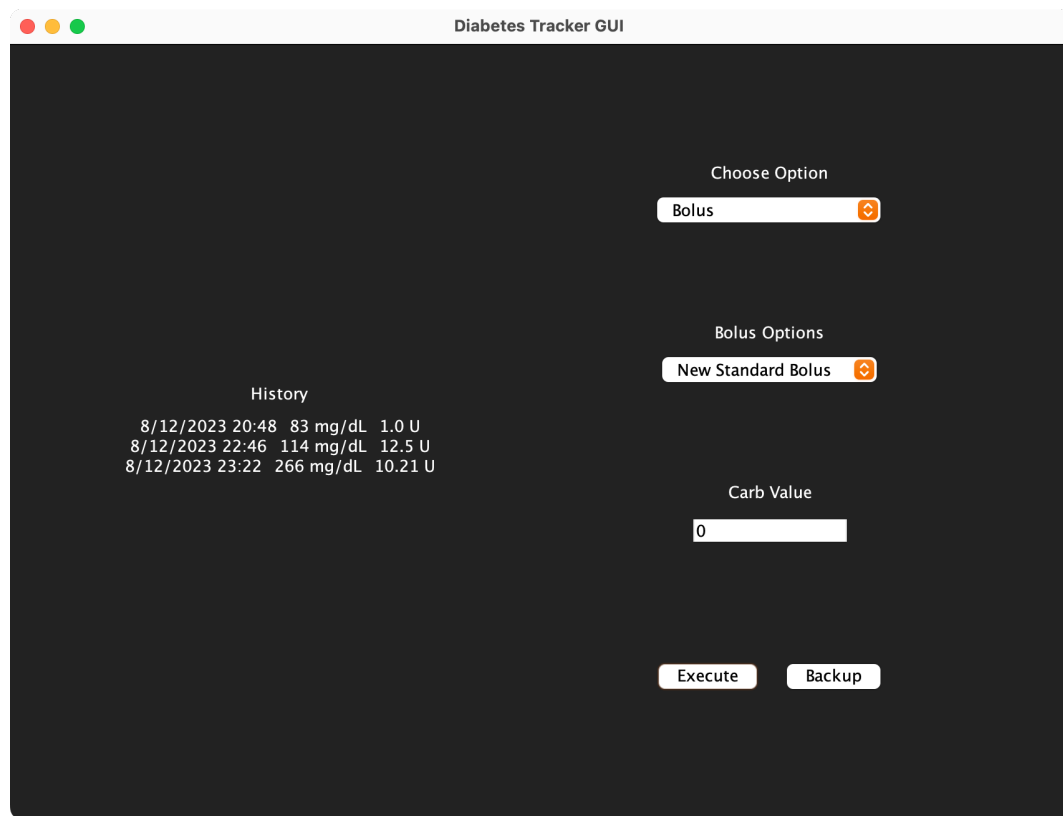 Diabetes Tracker GUI
Choose Option
Bolus
Bolus Options
New Standard Bolus
History
8/12/2023 20:48 83 mg/dL 1.0 U
8/12/2023 22:46 114 mg/dL 12.5 U
8/12/2023 23:22 266 mg/dL 10.21 U
Carb Value
0
Execute Backup